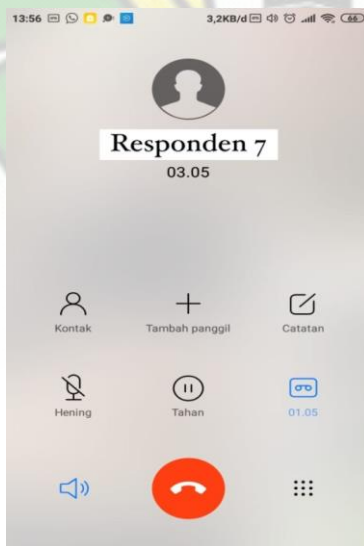 13:56 3,2KB/d 66
Responden 7
03.05
Kontak Tambah panggil Catatan
Hening Tahan 01.05